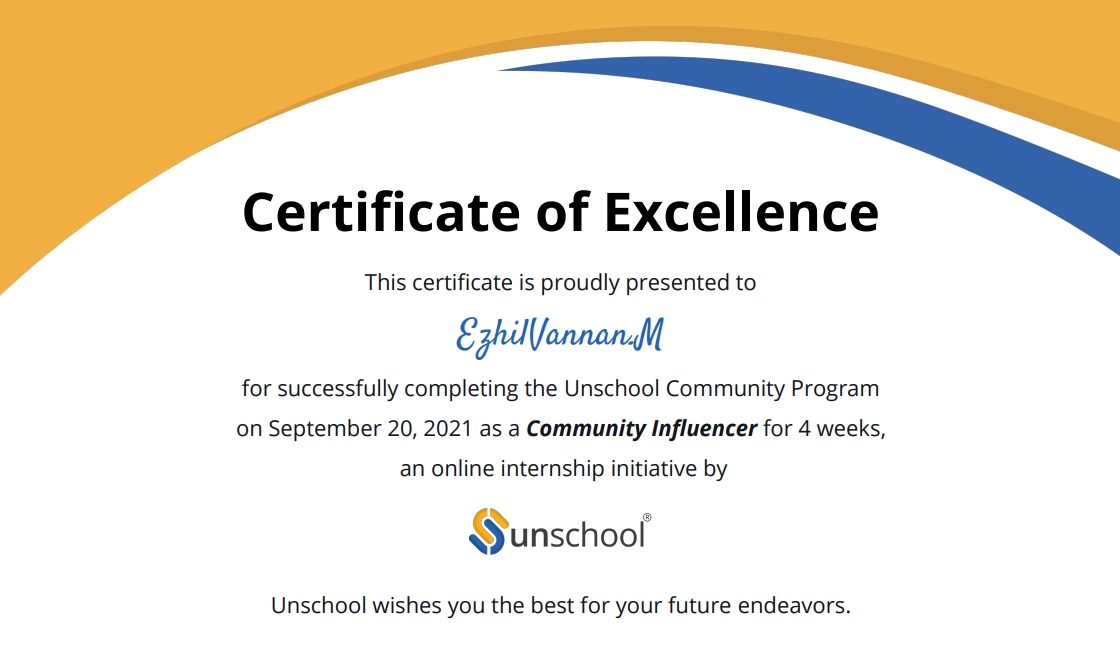 Certificate of Excellence
This certificate is proudly presented to
EzhilVannan.M
for successfully completing the Unschool Community Program
on September 20, 2021 as a Community Influencer for 4 weeks,
an online internship initiative by
unschool®
Unschool wishes you the best for your future endeavors.